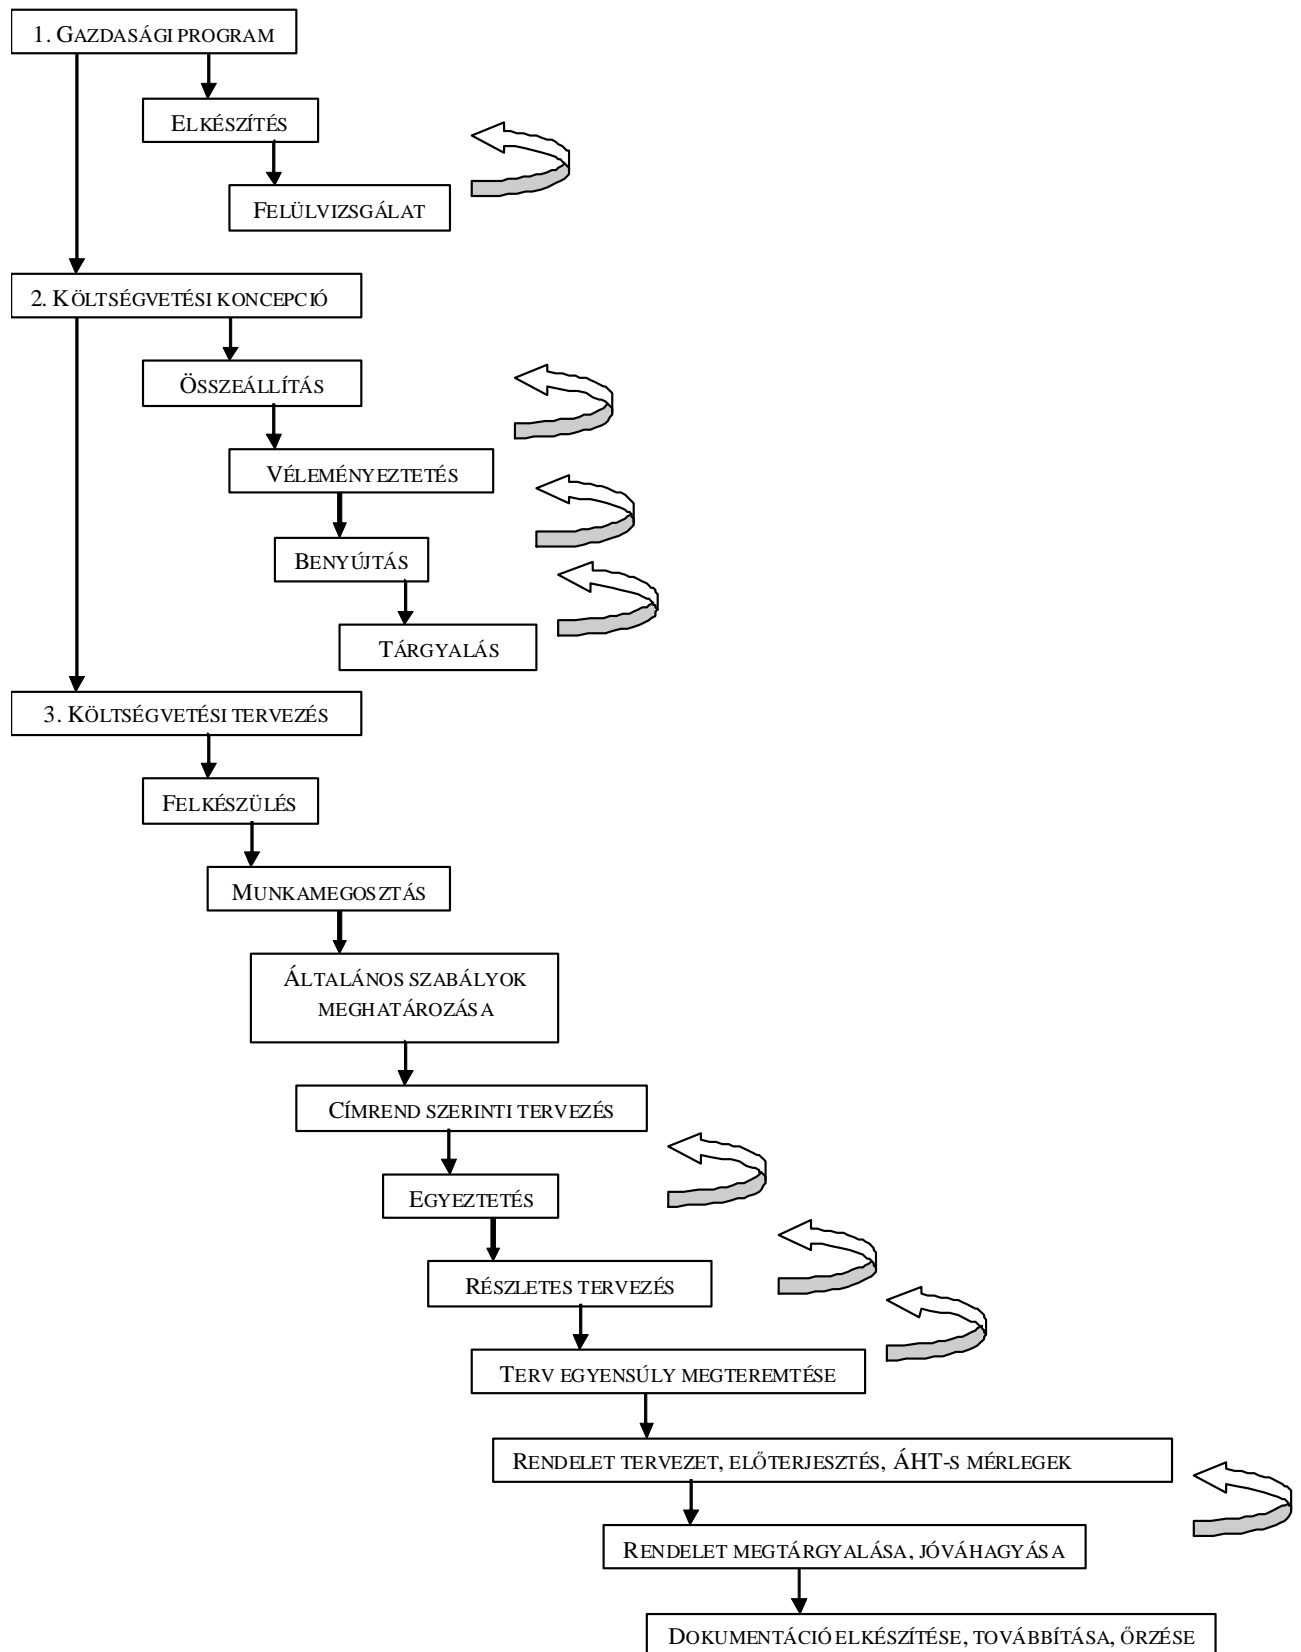 1. GAZDASÁGI PROGRAM
ELKÉSZÍTÉS
FELÜLVIZSGÁLAT
2. KÖLTSÉGVETÉSI KONCEPCIÓ
ÖSSZEÁLLÍTÁS
VÉLEMÉNYEZTETÉS
BENYÚJTÁS
TÁRGYALÁS
3. KÖLTSÉGVETÉSI TERVEZÉS
FELKÉSZÜLÉS
MUNKAMEGOSZTÁS
ÁLTALÁNOS SZABÁLYOK
MEGHATÁROZÁSA
CÍMREND SZERINTI TERVEZÉS
EGYEZTETÉS
RÉSZLETES TERVEZÉS
TERV EGYENSÚLY MEGTEREMTÉSE
RENDELET TERVEZET, ELŐTERJESZTÉS, ÁHT-S MÉRLEGEK
RENDELET MEGTÁRGYALÁSA, JÓVÁHAGYÁSA
DOKUMENTÁCIÓ ELKÉSZÍTÉSE, TOVÁBBÍTÁSA, ŐRZÉSE